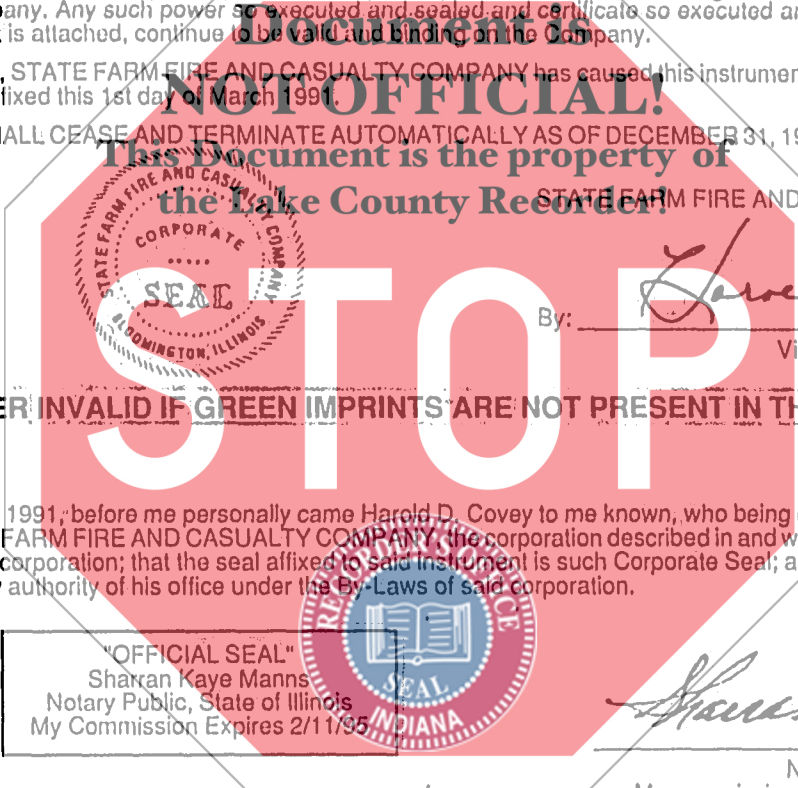 any. Any such power so executed and sealed and certificate so executed an
is attached, continue to be valid and binding on the Company.
Document is
, STATE FARM FIRE AND CASUALTY COMPANY has caused this instrumen
fixed this 1st day of March 1991.
NOT OFFICIAL!
ALL CEASE AND TERMINATE AUTOMATICALLY AS OF DECEMBER 31, 19
This Document is the property of
the Lake County Recorder!
STATE FARM FIRE AND
STATE FARM FIRE AND CASUALTY COMPANY
CORPORATE
SEAL
BLOOMINGTON, ILLINOIS
STOP
By:
Vi
ER INVALID IF GREEN IMPRINTS ARE NOT PRESENT IN TH
1991, before me personally came Harold D. Covey to me known, who being
FARM FIRE AND CASUALTY COMPANY, the corporation described in and w
corporation; that the seal affixed to said instrument is such Corporate Seal; a
authority of his office under the By-Laws of said corporation.
RECORDER'S OFFICE
SEAL
INDIANA
"OFFICIAL SEAL"
Sharran Kaye Manns
Notary Public, State of Illinois
My Commission Expires 2/11/95
N